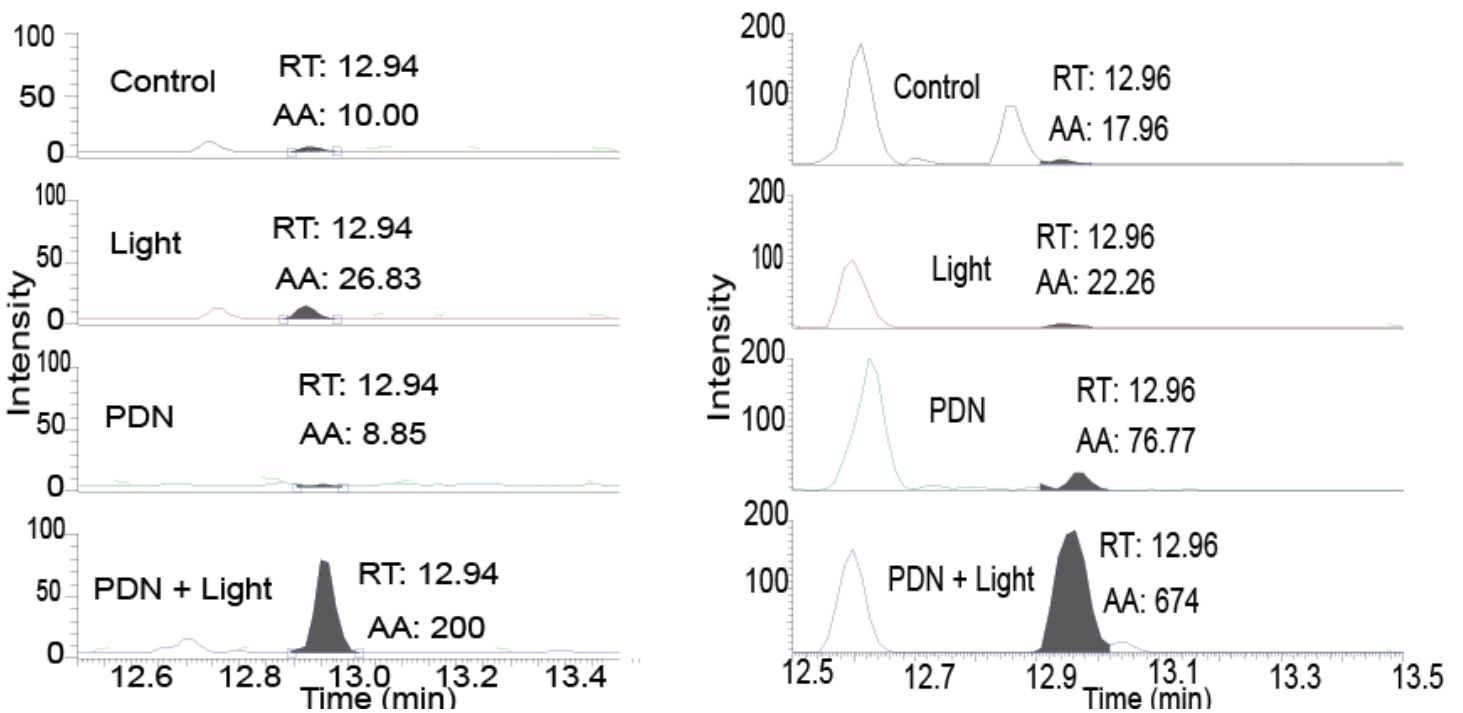 100
50
0
Control
RT: 12.94
AA: 10.00
100
50
0
Light
RT: 12.94
AA: 26.83
100
50
0
PDN
RT: 12.94
AA: 8.85
100
50
0
PDN + Light
RT: 12.94
AA: 200
Intensity
12.6 12.8 13.0 13.2 13.4
Time (min)
200
100
Control
RT: 12.96
AA: 17.96
200
100
Light
RT: 12.96
AA: 22.26
200
100
PDN
RT: 12.96
AA: 76.77
200
100
PDN + Light
RT: 12.96
AA: 674
Intensity
12.5 12.7 12.9 13.1 13.3 13.5
Time (min)